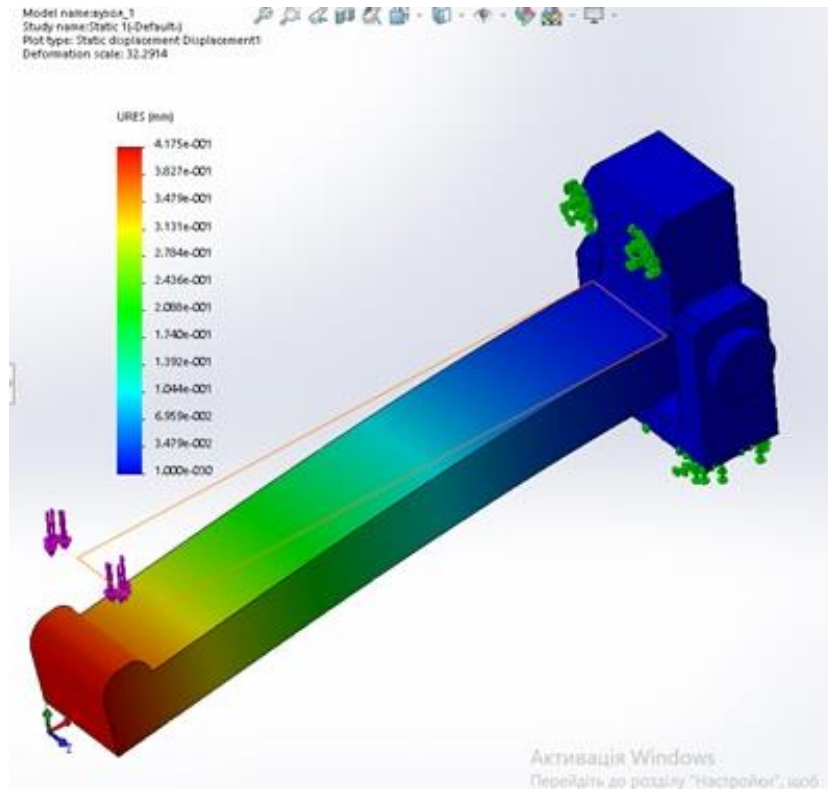 Model name:вузол_1
Study name:Static 1(-Default-)
Plot type: Static displacement Displacement1
Deformation scale: 32.2914
URES (mm)
4.175e-001
3.827e-001
3.479e-001
3.131e-001
2.784e-001
2.436e-001
2.088e-001
1.740e-001
1.392e-001
1.044e-001
6.959e-002
3.479e-002
1.000e-030
Активація Windows
Перейдіть до розділу "Настройки", щоб